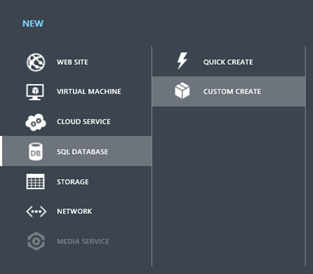 NEW
WEB SITE
VIRTUAL MACHINE
CLOUD SERVICE
DB
SQL DATABASE
STORAGE
NETWORK
MEDIA SERVICE
QUICK CREATE
CUSTOM CREATE